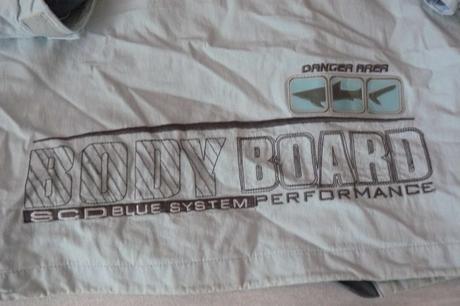 DANGER AREA
BODY BOARD
SCD BLUE SYSTEM PERFORMANCE